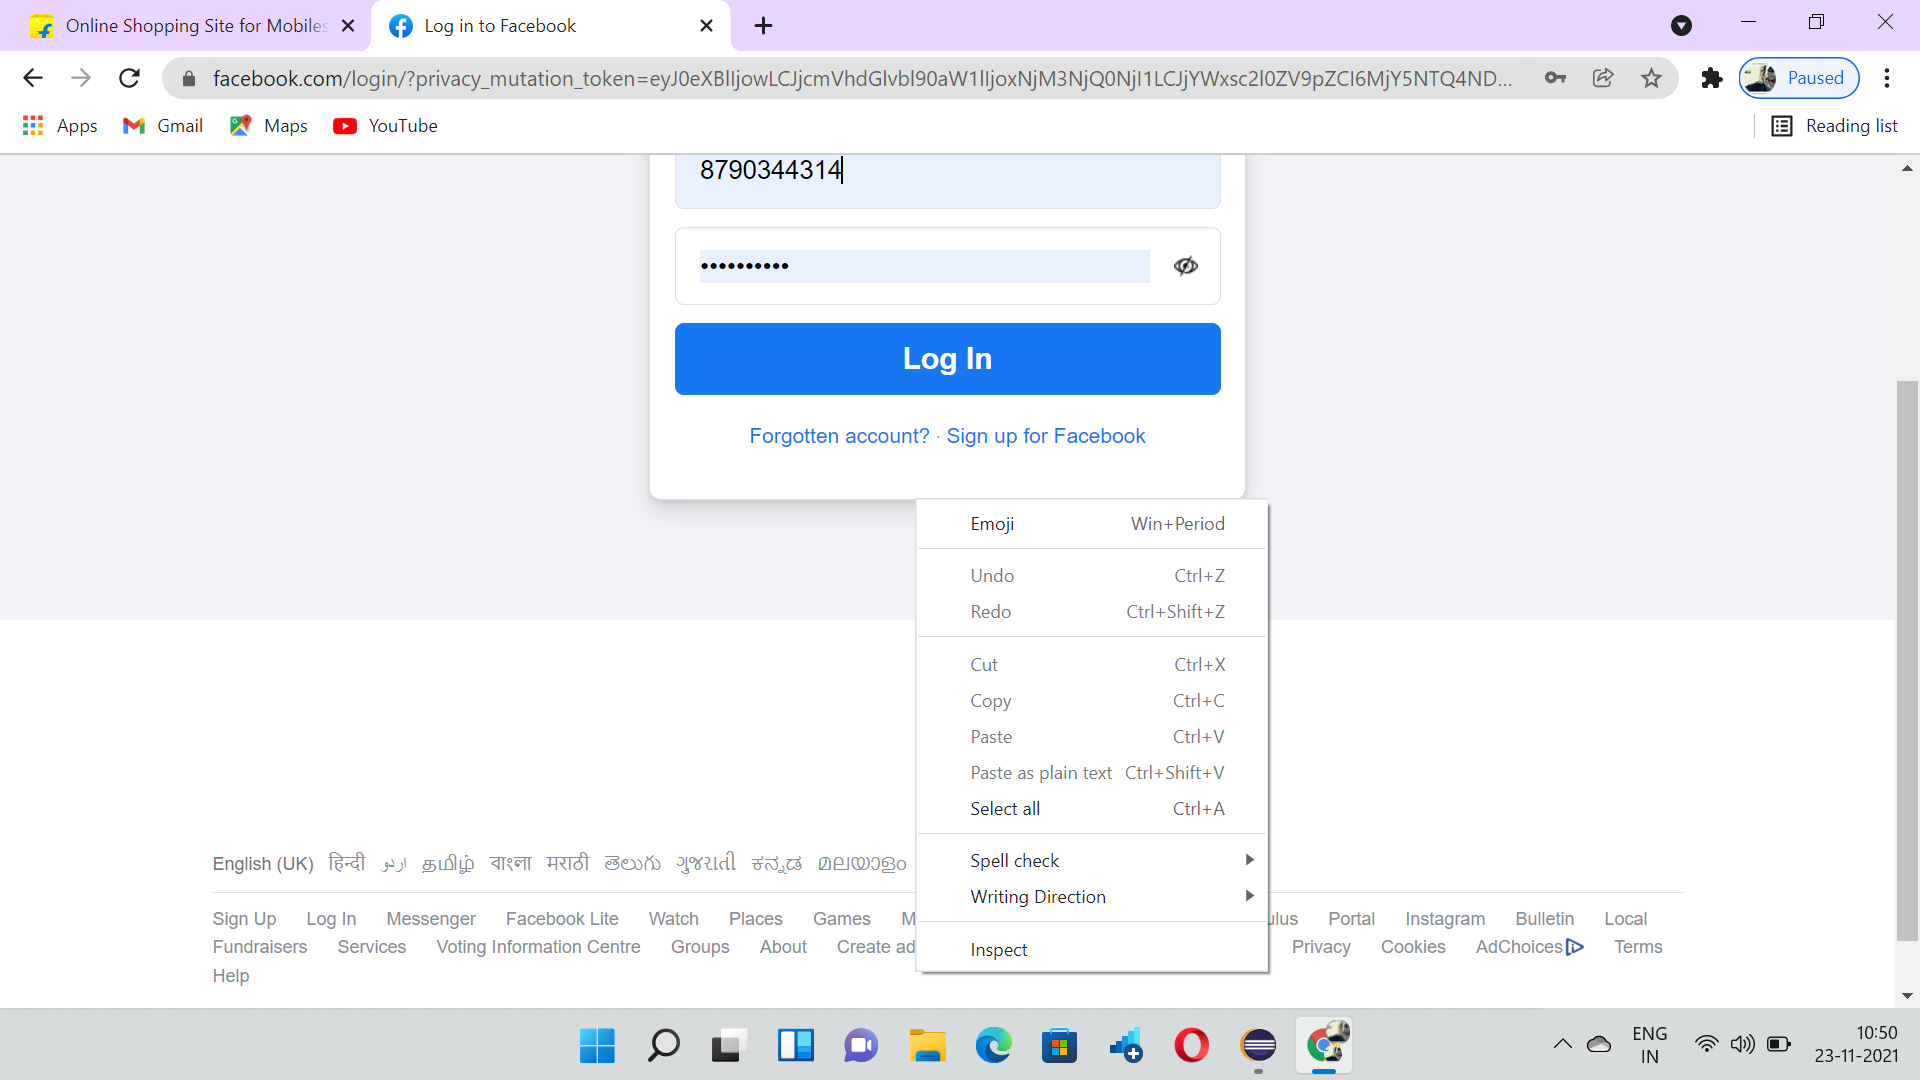 Online Shopping Site for Mobiles
Log in to Facebook
facebook.com/login/?privacy_mutation_token=eyJ0eXBlIjowLCJjcmVhdGlvbl90aW1lIjoxNjM3NjQ0NjI1LCJjYWxsc2l0ZV9pZCI6MjY5NTQ4ND...
Paused
Apps
Gmail
Maps
YouTube
Reading list
8790344314
••••••••••
Log In
Forgotten account? · Sign up for Facebook
Emoji Win+Period
Undo Ctrl+Z
Redo Ctrl+Shift+Z
Cut Ctrl+X
Copy Ctrl+C
Paste Ctrl+V
Paste as plain text Ctrl+Shift+V
Select all Ctrl+A
Spell check
Writing Direction
Inspect
English (UK) हिन्दी اردو தமிழ் বাংলা मराठी తెలుగు ગુજરાતી ಕನ್ನಡ മലയാളം
Sign Up Log In Messenger Facebook Lite Watch Places Games M ulus Portal Instagram Bulletin Local
Fundraisers Services Voting Information Centre Groups About Create ad Privacy Cookies AdChoices Terms
Help
ENG
IN
10:50
23-11-2021